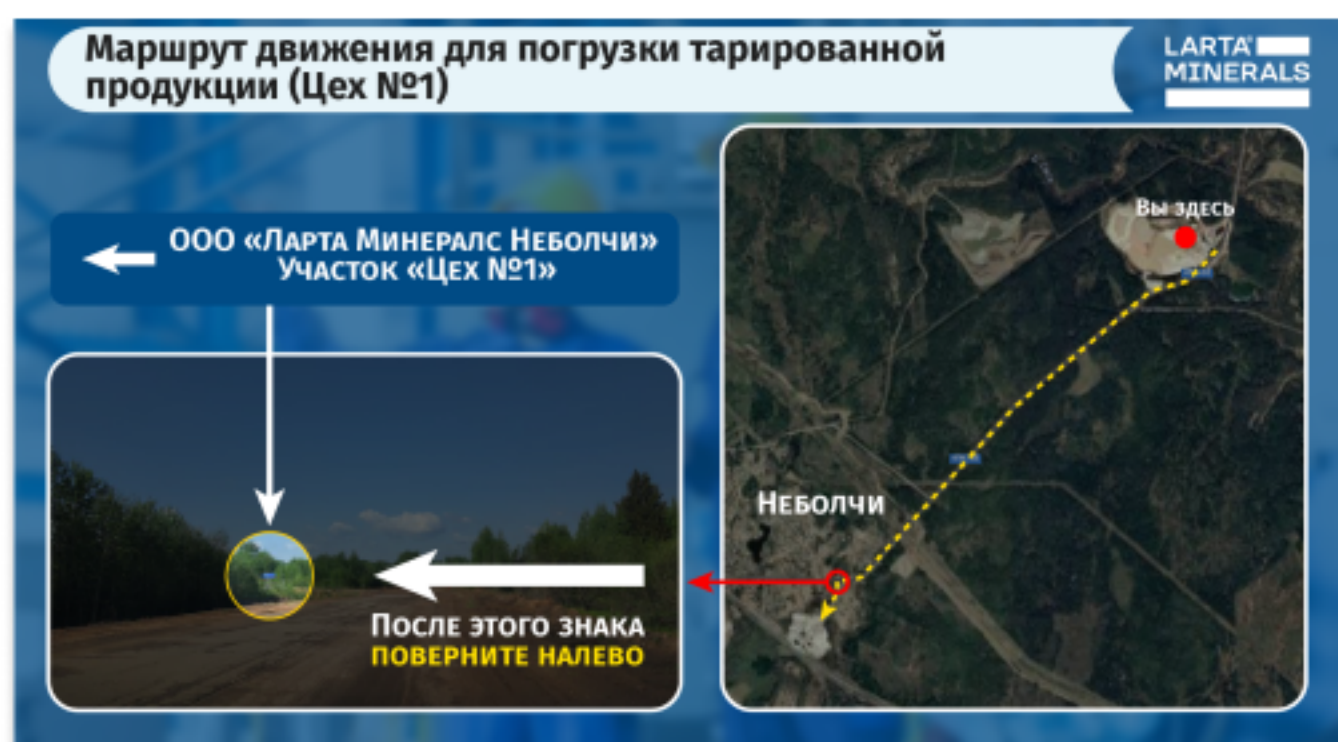 Маршрут движения для погрузки тарированной
продукции (Цех №1)
LARTA
MINERALS
ООО «Ларта Минералс Неболчи»
Участок «Цех №1»
После этого знака
поверните налево
Вы здесь
Неболчи